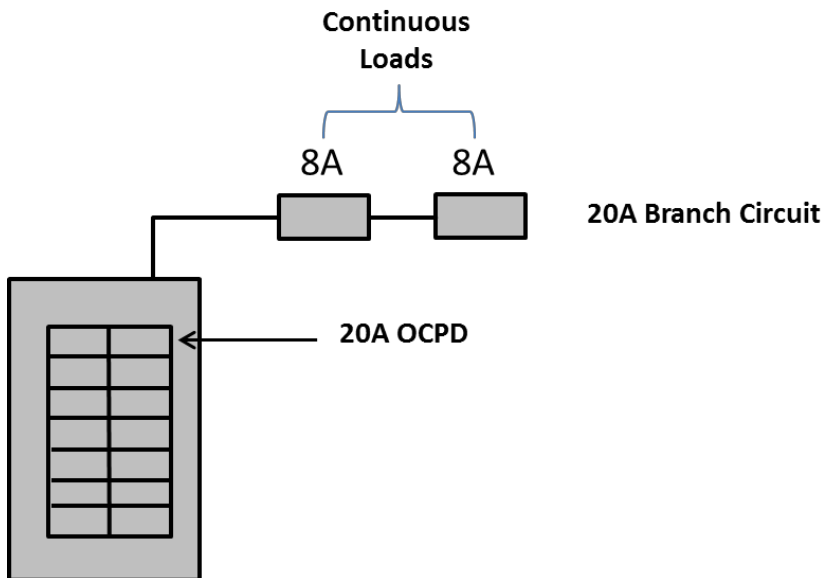 Continuous
Loads
8A
8A
20A Branch Circuit
20A OCPD